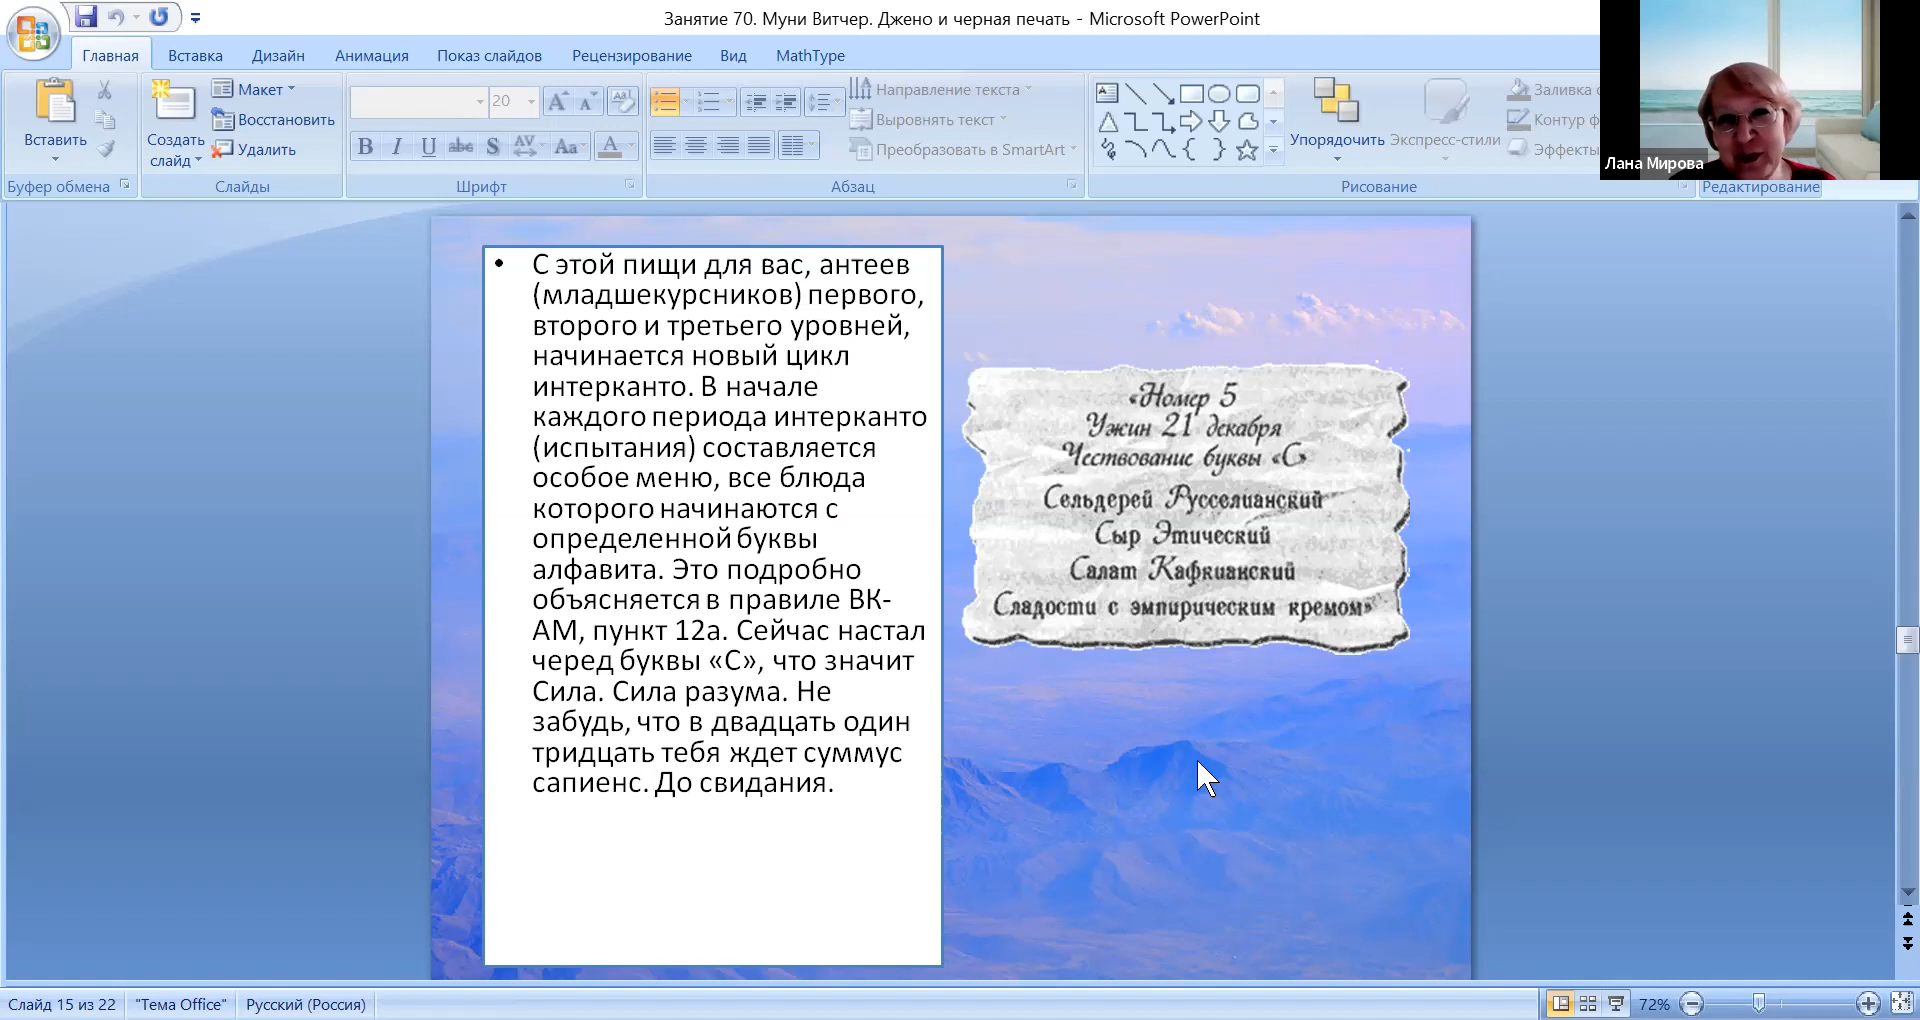 Занятие 70. Муни Витчер. Джено и черная печать - Microsoft PowerPoint
Главная
Вставка
Дизайн
Анимация
Показ слайдов
Рецензирование
Вид
MathType
Вставить
Буфер обмена
Создать
слайд
Макет
Восстановить
Удалить
Слайды
20
Шрифт
Направление текста
Выровнять текст
Преобразовать в SmartArt
Абзац
Упорядочить
Экспресс-стили
Заливка
Контур
Эффекты
Рисование
Редактирование
Лана Мирова
• С этой пищи для вас, антеев
(младшекурсников) первого,
второго и третьего уровней,
начинается новый цикл
интерканто. В начале
каждого периода интерканто
(испытания) составляется
особое меню, все блюда
которого начинаются с
определенной буквы
алфавита. Это подробно
объясняется в правиле ВК-
АМ, пункт 12а. Сейчас настал
черед буквы «С», что значит
Сила. Сила разума. Не
забудь, что в двадцать один
тридцать тебя ждет суммус
сапиенс. До свидания.
«Номер 5
Ужин 21 декабря
Чествование буквы «С»
Сельдерей Русселианский
Сыр Этический
Салат Кафкианский
Сладости с эмпирическим кремом»
Слайд 15 из 22
"Тема Office"
Русский (Россия)
72%